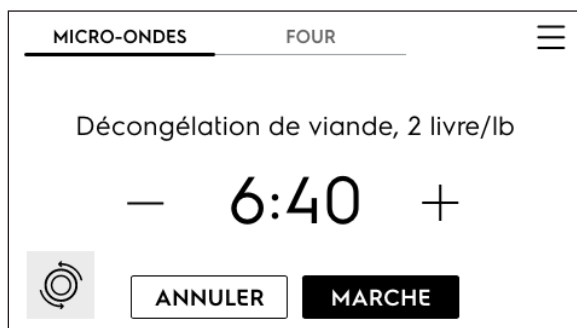 MICRO-ONDES FOUR
Décongélation de viande, 2 livre/lb
— 6:40 +
ANNULER MARCHE